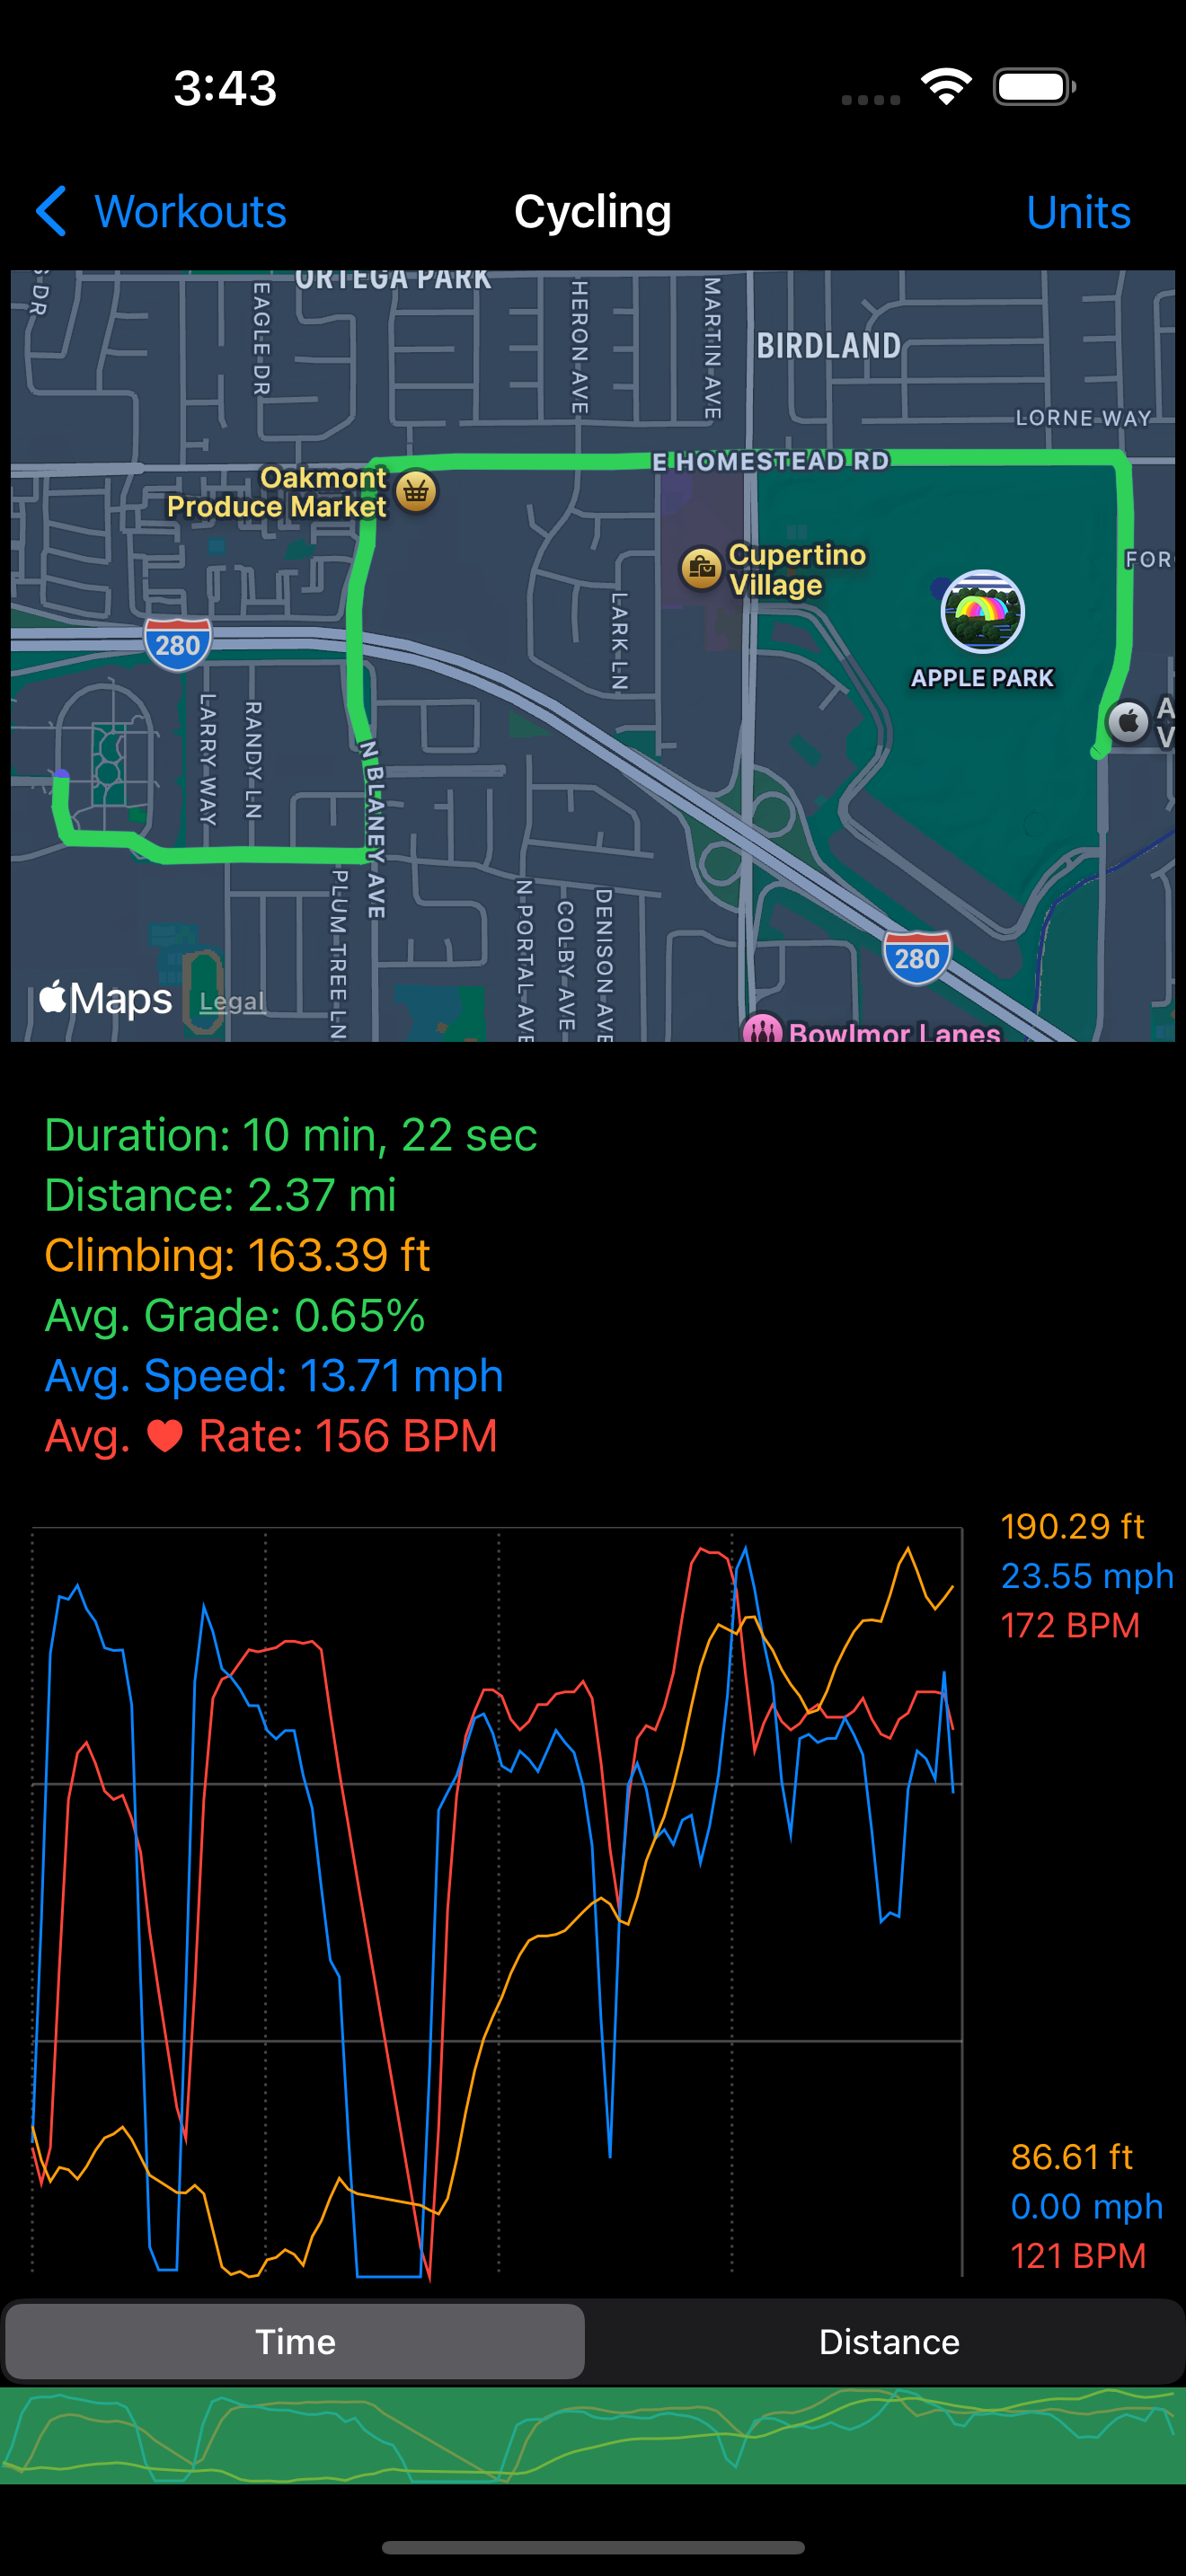 3:43
Workouts
Cycling
Units
ORTEGA PARK
EAGLE DR
HERON AVE
MARTIN AVE
BIRDLAND
LORNE WAY
E HOMESTEAD RD
Oakmont
Produce Market
Cupertino
Village
FOR
LARK LN
280
APPLE PARK
LARRY WAY
RANDY LN
N BLANEY AVE
PLUM TREE LN
N PORTAL AVE
COLBY AVE
DENISON AVE
280
Maps
Legal
Bowlmor Lanes
Duration: 10 min, 22 sec
Distance: 2.37 mi
Climbing: 163.39 ft
Avg. Grade: 0.65%
Avg. Speed: 13.71 mph
Avg. ♥ Rate: 156 BPM
190.29 ft
23.55 mph
172 BPM
86.61 ft
0.00 mph
121 BPM
Time
Distance